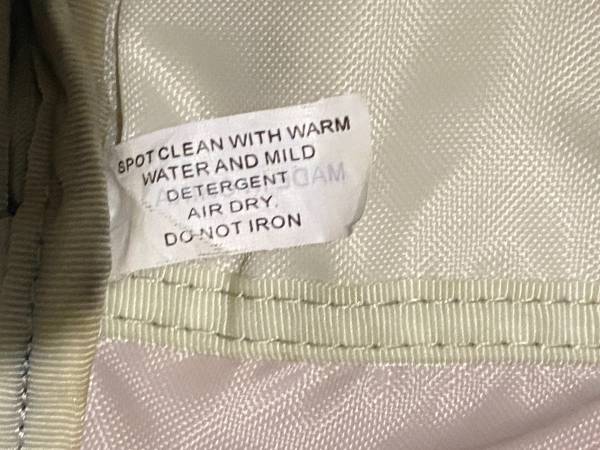 SPOT CLEAN WITH WARM
WATER AND MILD
DETERGENT
AIR DRY.
DO NOT IRON